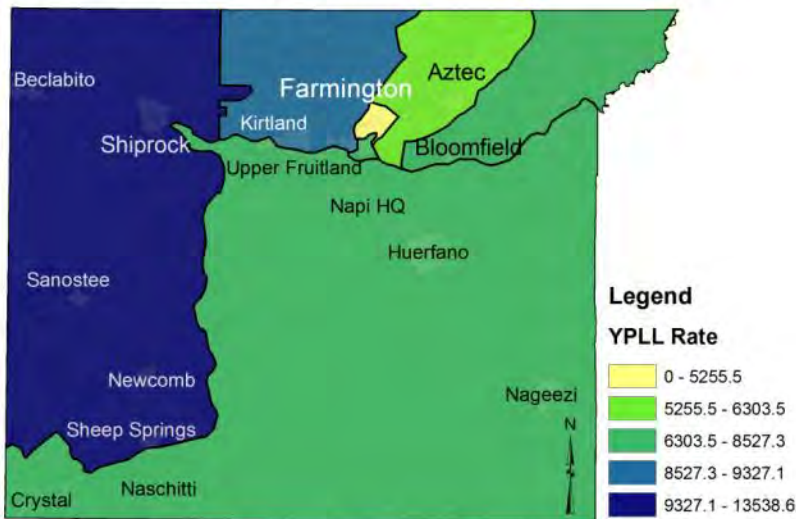 Beclabito
Aztec
Farmington
Kirtland
Shiprock
Bloomfield
Upper Fruitland
Napi HQ
Huerfano
Sanostee
Newcomb
Nageezi
Sheep Springs
Naschitti
Crystal
Legend
YPLL Rate
0 - 5255.5
5255.5 - 6303.5
6303.5 - 8527.3
8527.3 - 9327.1
9327.1 - 13538.6
N